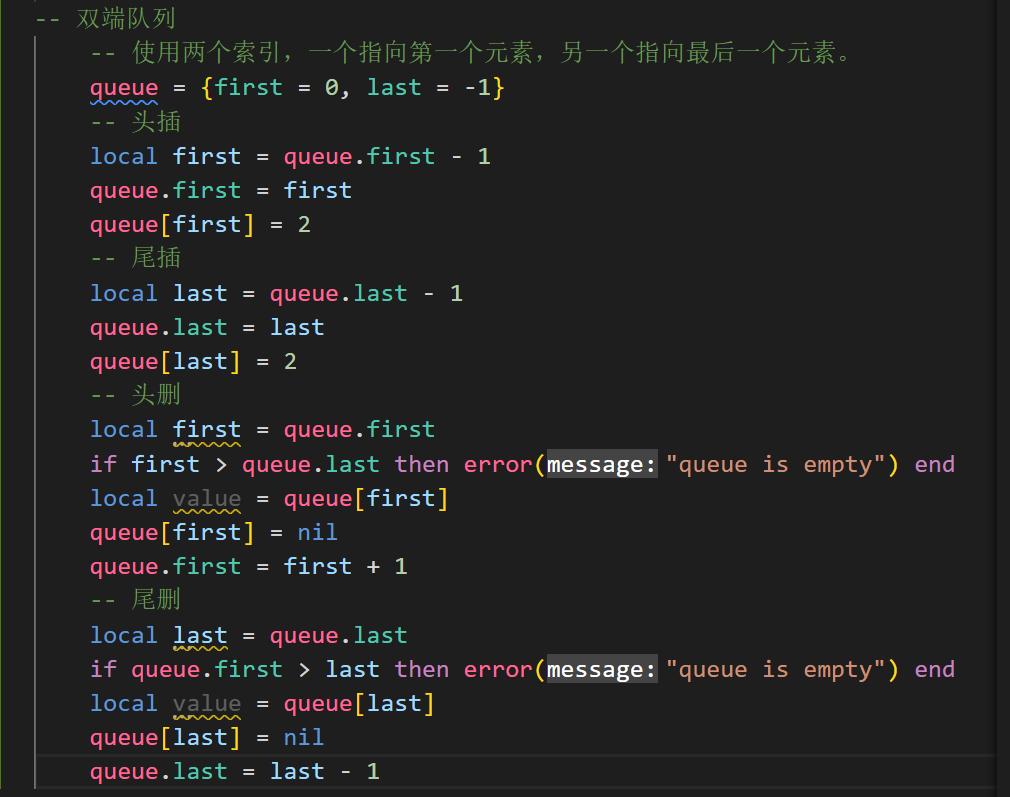 -- 双端队列
-- 使用两个索引，一个指向第一个元素，另一个指向最后一个元素。
queue = {first = 0, last = -1}
-- 头插
local first = queue.first - 1
queue.first = first
queue[first] = 2
-- 尾插
local last = queue.last - 1
queue.last = last
queue[last] = 2
-- 头删
local first = queue.first
if first > queue.last then error(message: "queue is empty") end
local value = queue[first]
queue[first] = nil
queue.first = first + 1
-- 尾删
local last = queue.last
if queue.first > last then error(message: "queue is empty") end
local value = queue[last]
queue[last] = nil
queue.last = last - 1